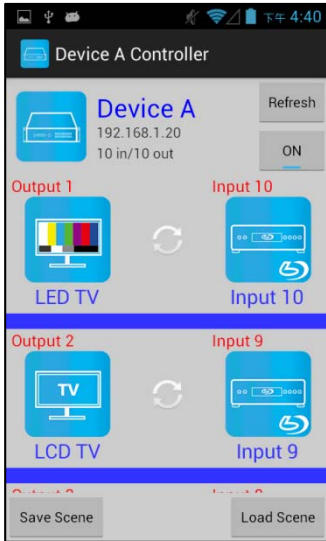 下午 4:40
Device A Controller
Device A
192.168.1.20
10 in/10 out
Refresh
ON
Output 1
Input 10
LED TV
Input 10
Output 2
Input 9
TV
LCD TV
Input 9
Save Scene
Load Scene